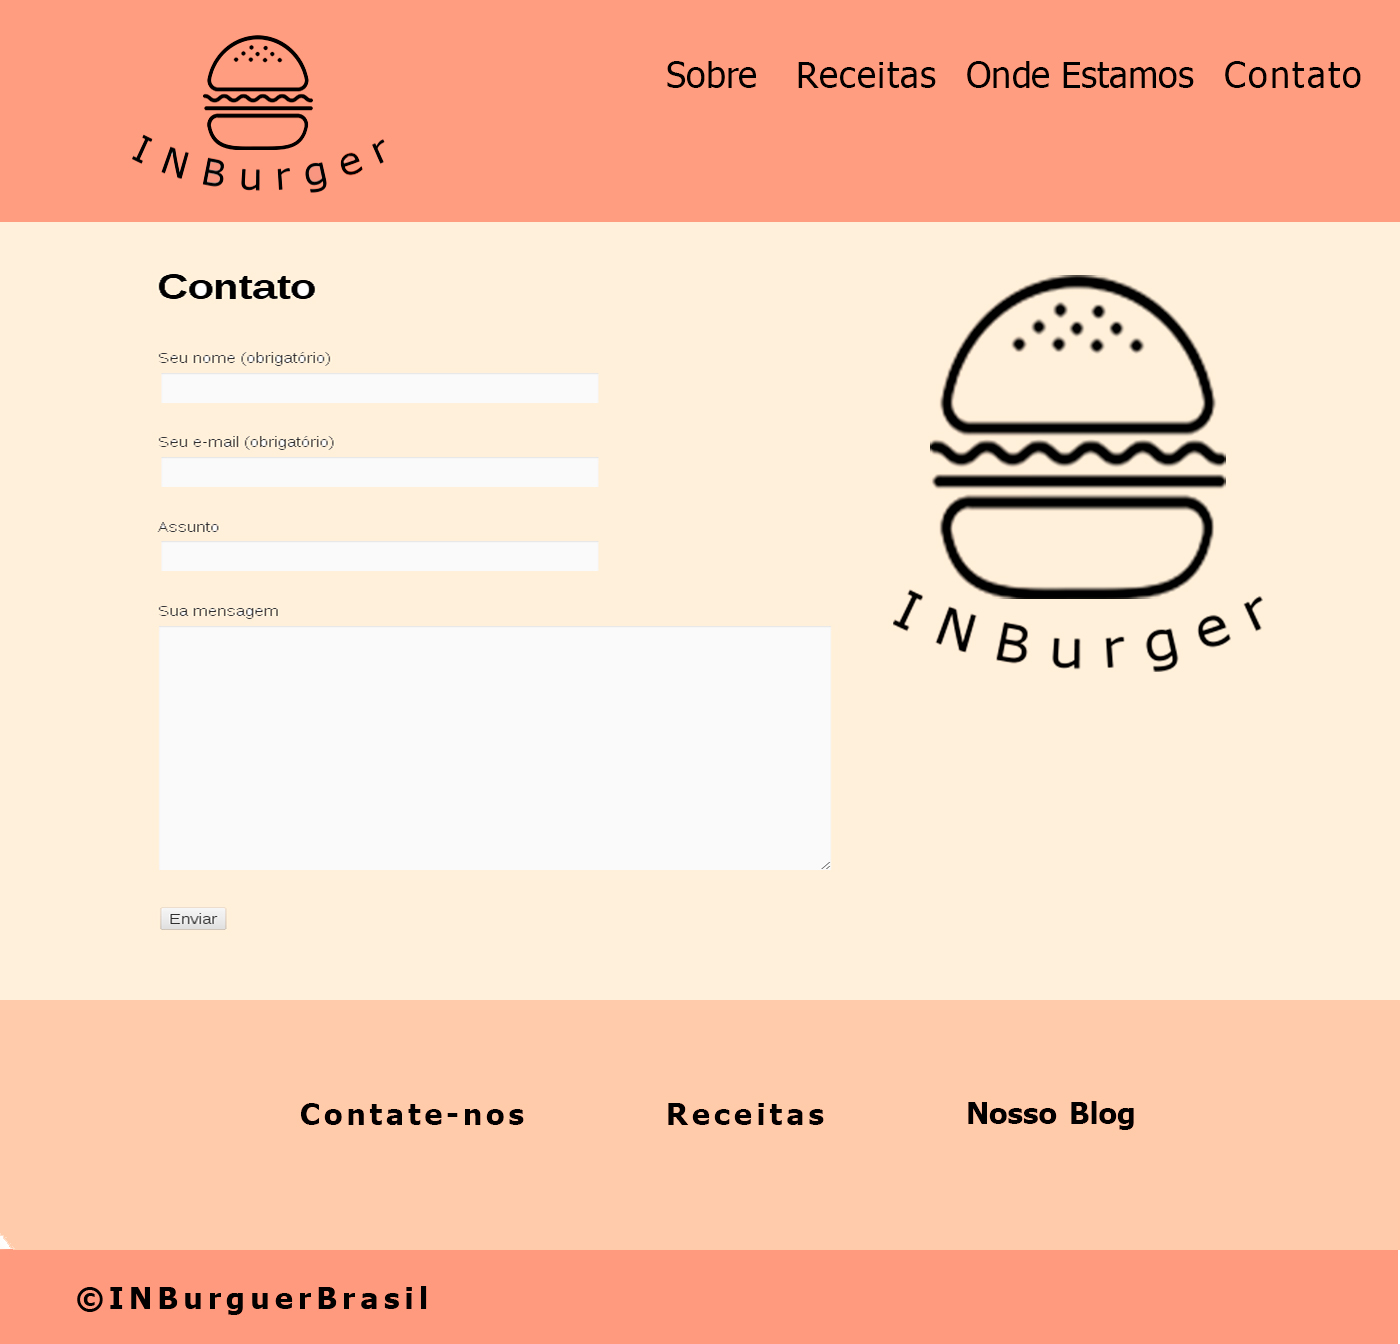 INBurger
Sobre Receitas Onde Estamos Contato
Contato
Seu nome (obrigatório)
Seu e-mail (obrigatório)
Assunto
Sua mensagem
Enviar
INBurger
Contate-nos Receitas Nosso Blog
©INBurguerBrasil